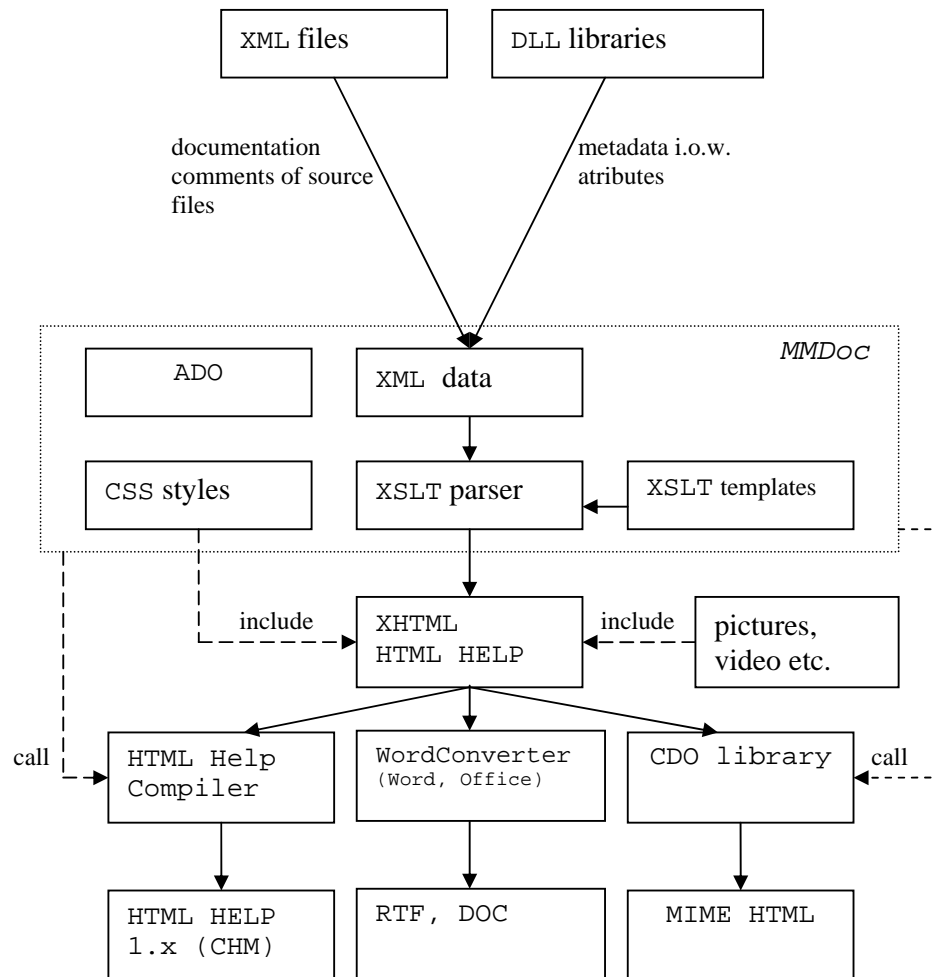 XML files
DLL libraries
documentation
comments of source
files
metadata i.o.w.
atributes
MMDoc
ADO
XML data
CSS styles
XSLT parser
XSLT templates
include
XHTML
HTML HELP
include
pictures,
video etc.
call
HTML Help
Compiler
WordConverter
(Word, Office)
CDO library
call
HTML HELP
1.x (CHM)
RTF, DOC
MIME HTML